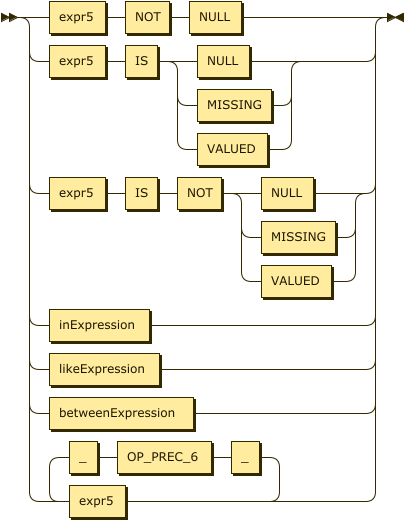 expr5 NOT NULL
expr5 IS NULL
MISSING
VALUED
expr5 IS NOT NULL
MISSING
VALUED
inExpression
likeExpression
betweenExpression
_ OP_PREC_6 _
expr5